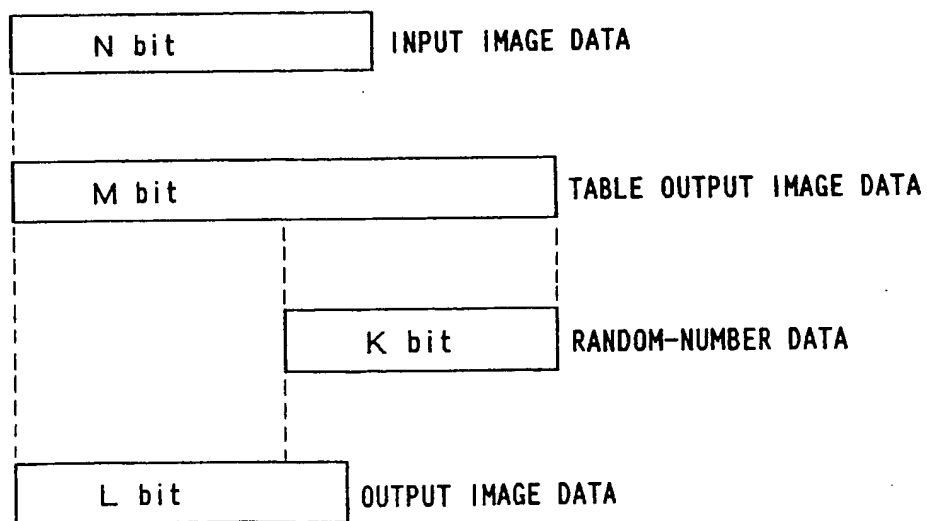 N bit INPUT IMAGE DATA
M bit TABLE OUTPUT IMAGE DATA
K bit RANDOM-NUMBER DATA
L bit OUTPUT IMAGE DATA